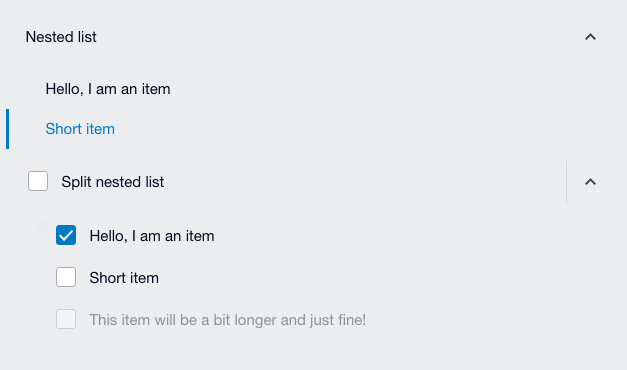 Nested list
Hello, I am an item
Short item
Split nested list
Hello, I am an item
Short item
This item will be a bit longer and just fine!